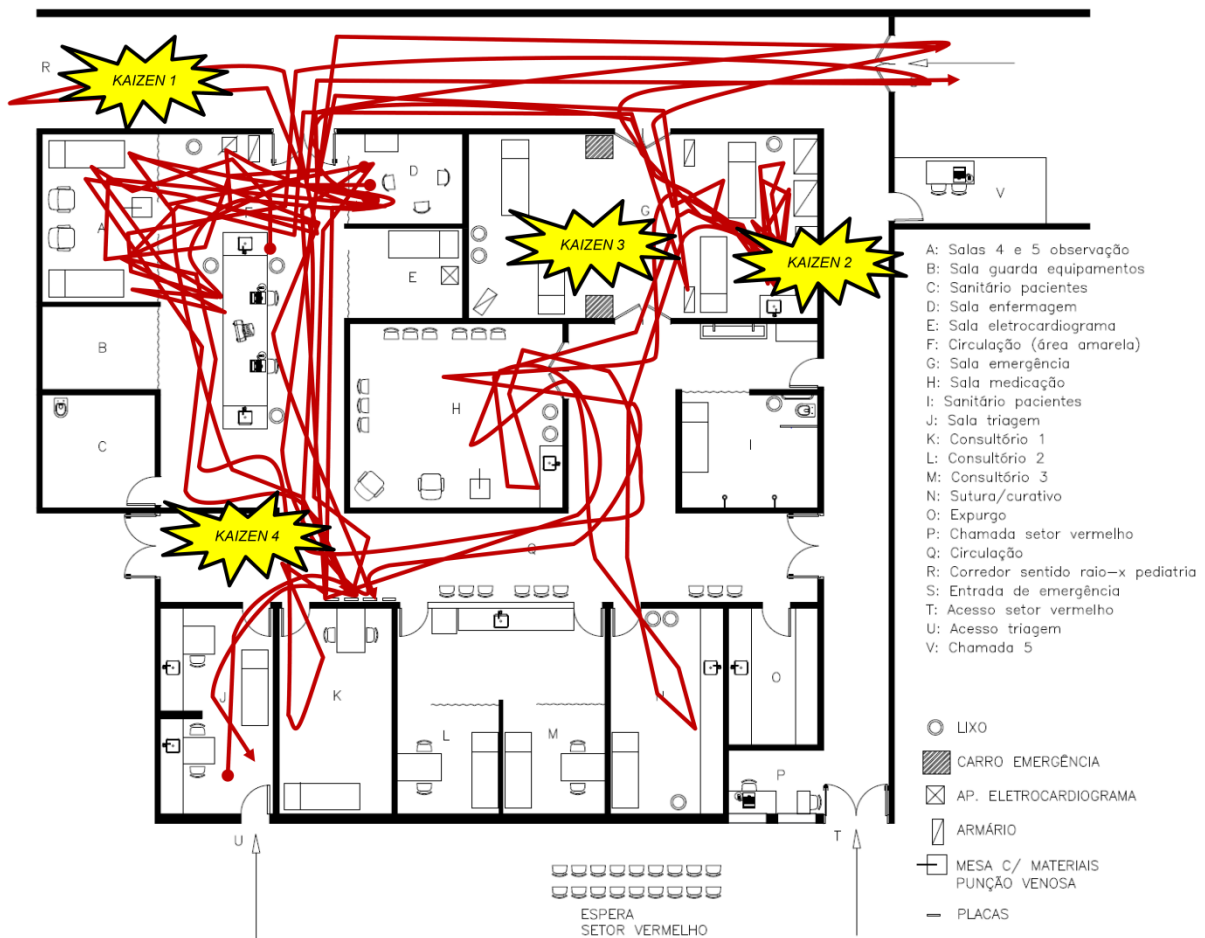 R
KAIZEN 1
D
A
E
G
KAIZEN 3
KAIZEN 2
V
B
H
C
I
KAIZEN 4
Q
J
K
L
M
O
P
U
T
ESPERA
SETOR VERMELHO
A: Salas 4 e 5 observação
B: Sala guarda equipamentos
C: Sanitário pacientes
D: Sala enfermagem
E: Sala eletrocardiograma
F: Circulação (área amarela)
G: Sala emergência
H: Sala medicação
I: Sanitário pacientes
J: Sala triagem
K: Consultório 1
L: Consultório 2
M: Consultório 3
N: Sutura/curativo
O: Expurgo
P: Chamada setor vermelho
Q: Circulação
R: Corredor sentido raio-x pediatria
S: Entrada de emergência
T: Acesso setor vermelho
U: Acesso triagem
V: Chamada 5
LIXO
CARRO EMERGÊNCIA
AP. ELETROCARDIOGRAMA
ARMÁRIO
MESA C/ MATERIAIS
PUNÇÃO VENOSA
PLACAS